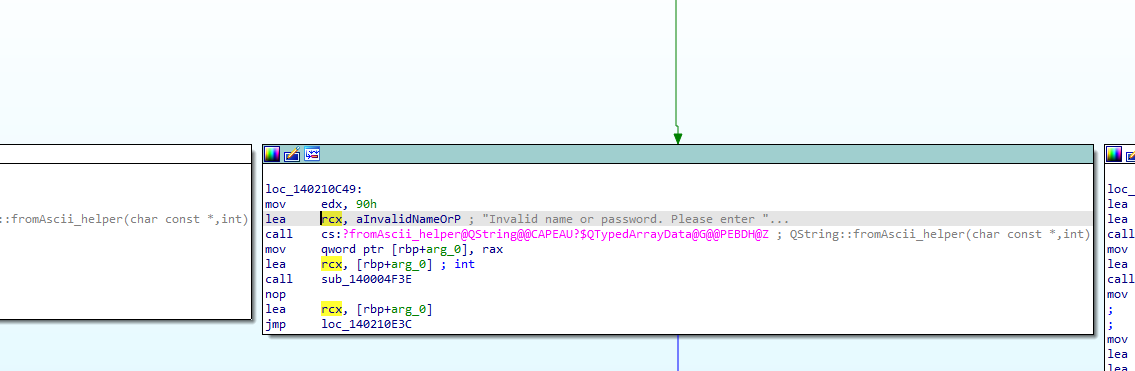 loc_140210C49:
mov edx, 90h
::fromAscii_helper(char const *,int)
lea rcx, aInvalidNameOrP ; "Invalid name or password. Please enter "...
call cs:?fromAscii_helper@QString@@CAPEAU?$QTypedArrayData@G@@PEBDH@Z ; QString::fromAscii_helper(char const *,int)
mov qword ptr [rbp+arg_0], rax
lea rcx, [rbp+arg_0] ; int
call sub_140004F3E
nop
lea rcx, [rbp+arg_0]
jmp loc_140210E3C
loc_
lea
lea
call
mov
lea
call
mov
;
;
mov
lea
lea